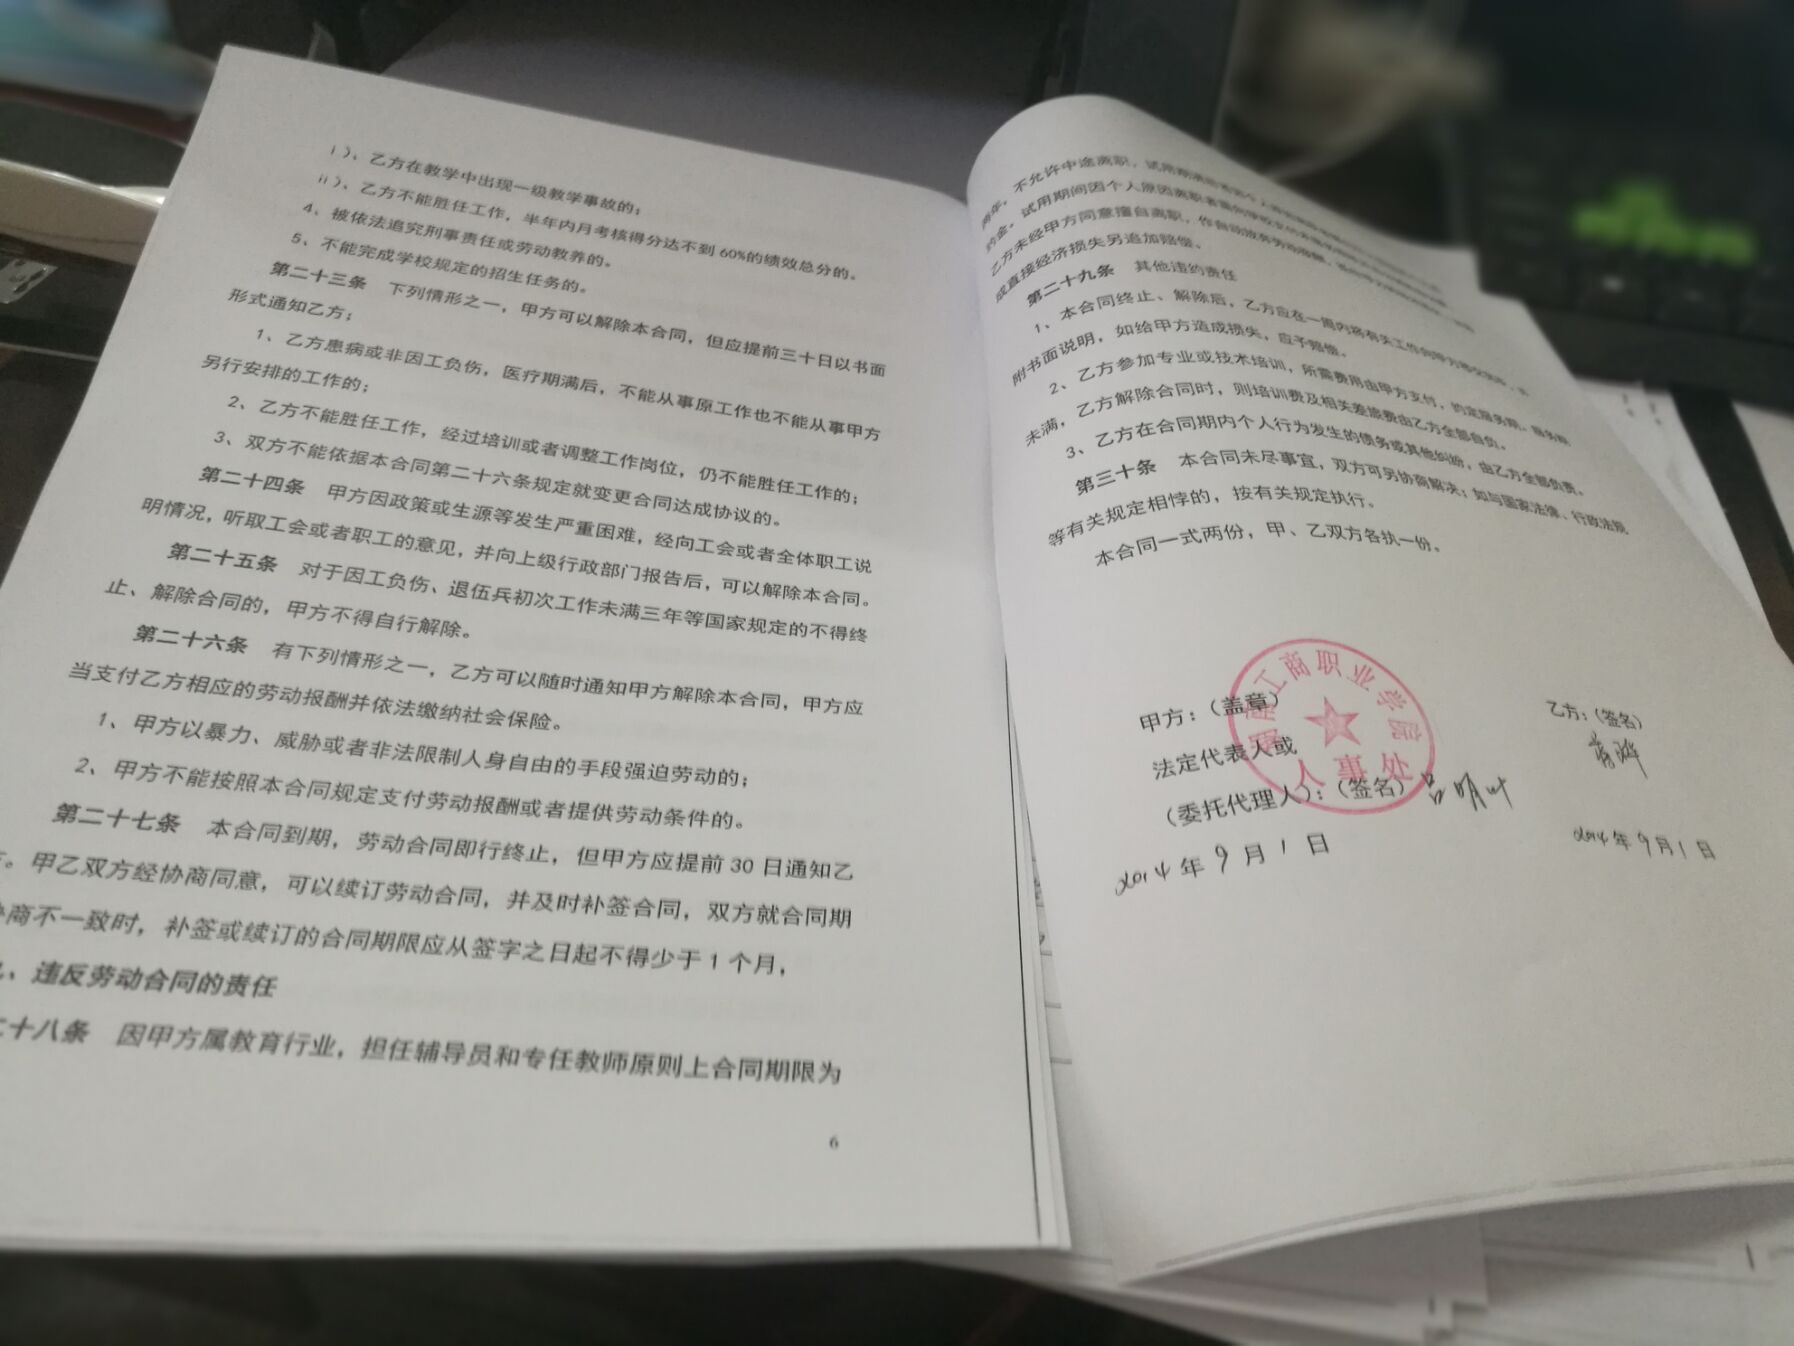 i）、乙方在教学中出现一级教学事故的；
ii）、乙方不能胜任工作，半年内月考核得分达不到60%的绩效总分的。
4、被依法追究刑事责任或劳动教养的。
5、不能完成学校规定的招生任务的。
第二十三条 下列情形之一，甲方可以解除本合同，但应提前三十日以书面
形式通知乙方；
1、乙方患病或非因工负伤，医疗期满后，不能从事原工作也不能从事甲方
另行安排的工作的；
2、乙方不能胜任工作，经过培训或者调整工作岗位，仍不能胜任工作的；
3、双方不能依据本合同第二十六条规定就变更合同达成协议的。
第二十四条 甲方因政策或生源等发生严重困难，经向工会或者全体职工说
明情况，听取工会或者职工的意见，并向上级行政部门报告后，可以解除本合同。
第二十五条 对于因工负伤、退伍兵初次工作未满三年等国家规定的不得终
止、解除合同的，甲方不得自行解除。
第二十六条 有下列情形之一，乙方可以随时通知甲方解除本合同，甲方应
当支付乙方相应的劳动报酬并依法缴纳社会保险。
1、甲方以暴力、威胁或者非法限制人身自由的手段强迫劳动的；
2、甲方不能按照本合同规定支付劳动报酬或者提供劳动条件的。
第二十七条 本合同到期，劳动合同即行终止，但甲方应提前30日通知乙
。甲乙双方经协商同意，可以续订劳动合同，并及时补签合同，双方就合同期
商不一致时，补签或续订的合同期限应从签字之日起不得少于1个月，
、违反劳动合同的责任
十八条 因甲方属教育行业，担任辅导员和专任教师原则上合同期限为
6
两年，不允许中途离职，试用期满
约金，试用期间因个人原因离职者需向学校支付
乙方未经甲方同意擅自离职，作自动放弃
成直接经济损失另追加赔偿。
第二十九条 其他违约责任
1、本合同终止、解除后，乙方应在一周内将有关工作向甲方移交
附书面说明，如给甲方造成损失，应予赔偿。
2、乙方参加专业或技术培训，所需费用由甲方支付，约定服务期，服务期
未满，乙方解除合同时，则培训费及相关差旅费由乙方全部自负。
3、乙方在合同期内个人行为发生的债务或其他纠纷，由乙方全部负责。
第三十条 本合同未尽事宜，双方可另协商解决；如与国家法律、行政法规
等有关规定相悖的，按有关规定执行。
本合同一式两份，甲、乙双方各执一份。
工商职业学院
人事处
甲方：（盖章）
乙方：（签名）
法定代表人或
（委托代理人）：（签名） 吕明叶
2014年9月1日
2014年9月1日